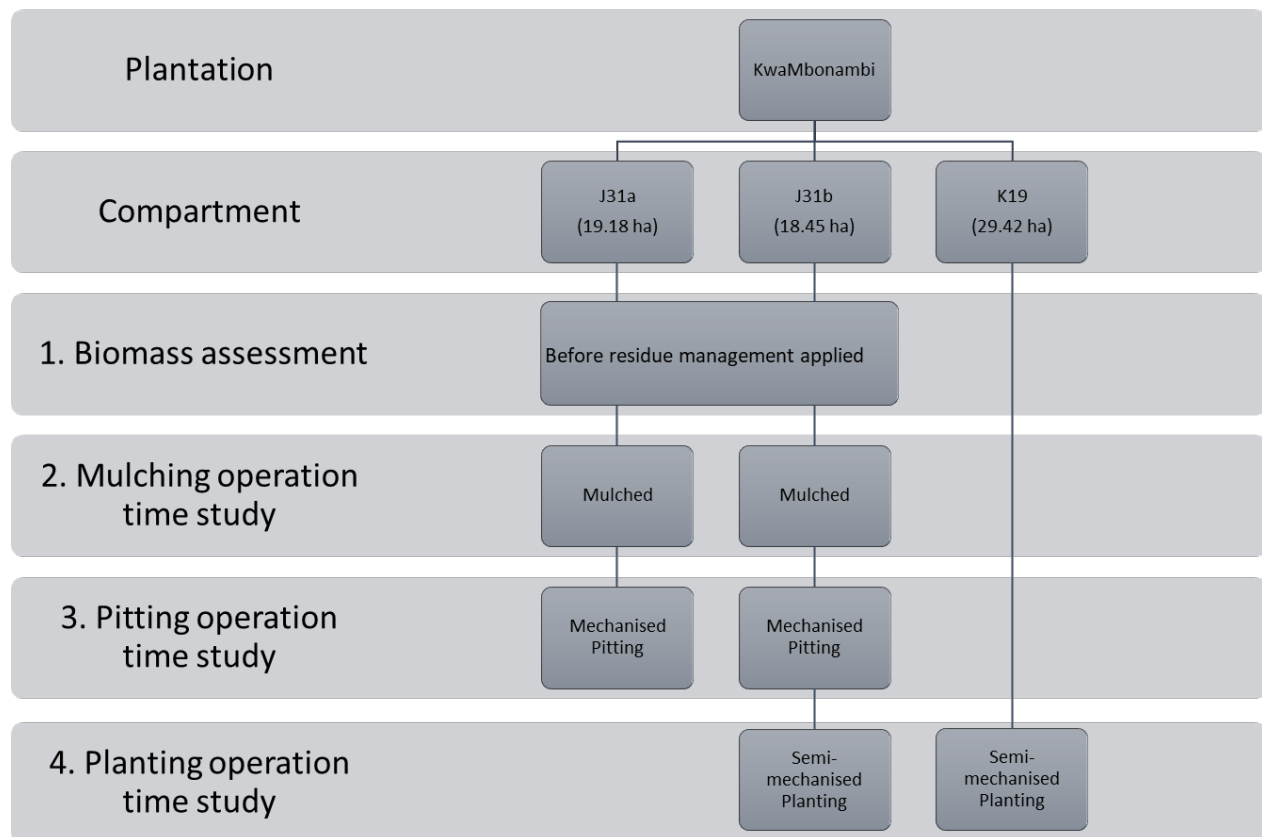 Plantation
KwaMbonambi
Compartment
J31a
(19.18 ha)
J31b
(18.45 ha)
K19
(29.42 ha)
1. Biomass assessment
Before residue management applied
2. Mulching operation
time study
Mulched
Mulched
3. Pitting operation
time study
Mechanised
Pitting
Mechanised
Pitting
4. Planting operation
time study
Semi-
mechanised
Planting
Semi-
mechanised
Planting